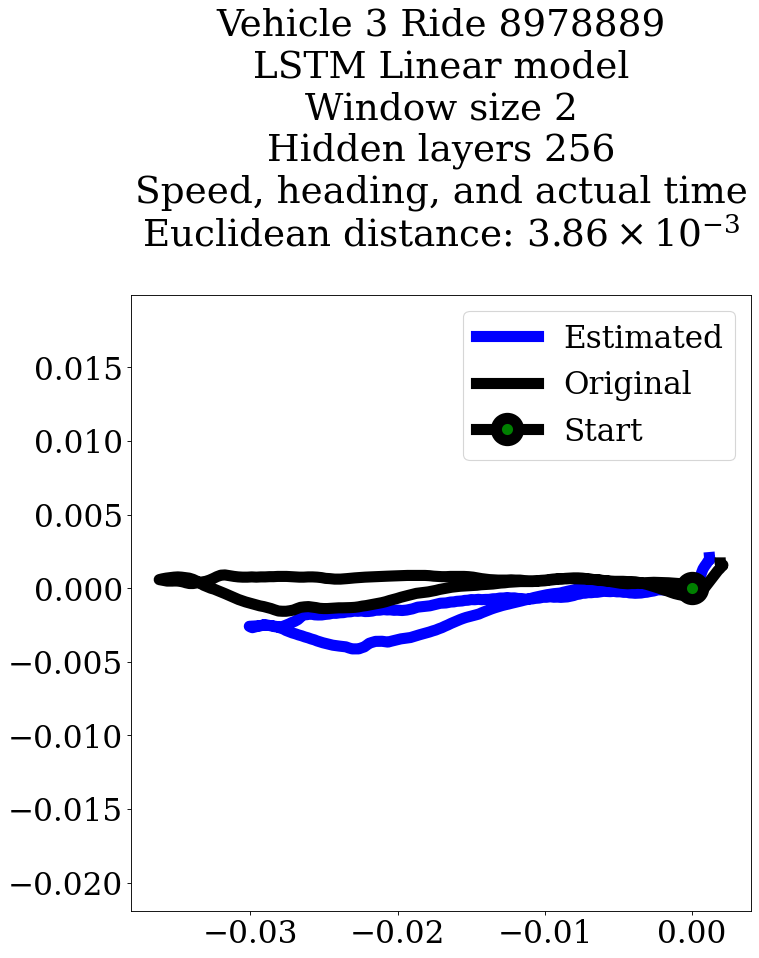 Vehicle 3 Ride 8978889
LSTM Linear model
Window size 2
Hidden layers 256
Speed, heading, and actual time
Euclidean distance: 3.86 × 10⁻³
Estimated
Original
Start
0.015
0.010
0.005
0.000
−0.005
−0.010
−0.015
−0.020
−0.03 −0.02 −0.01 0.00